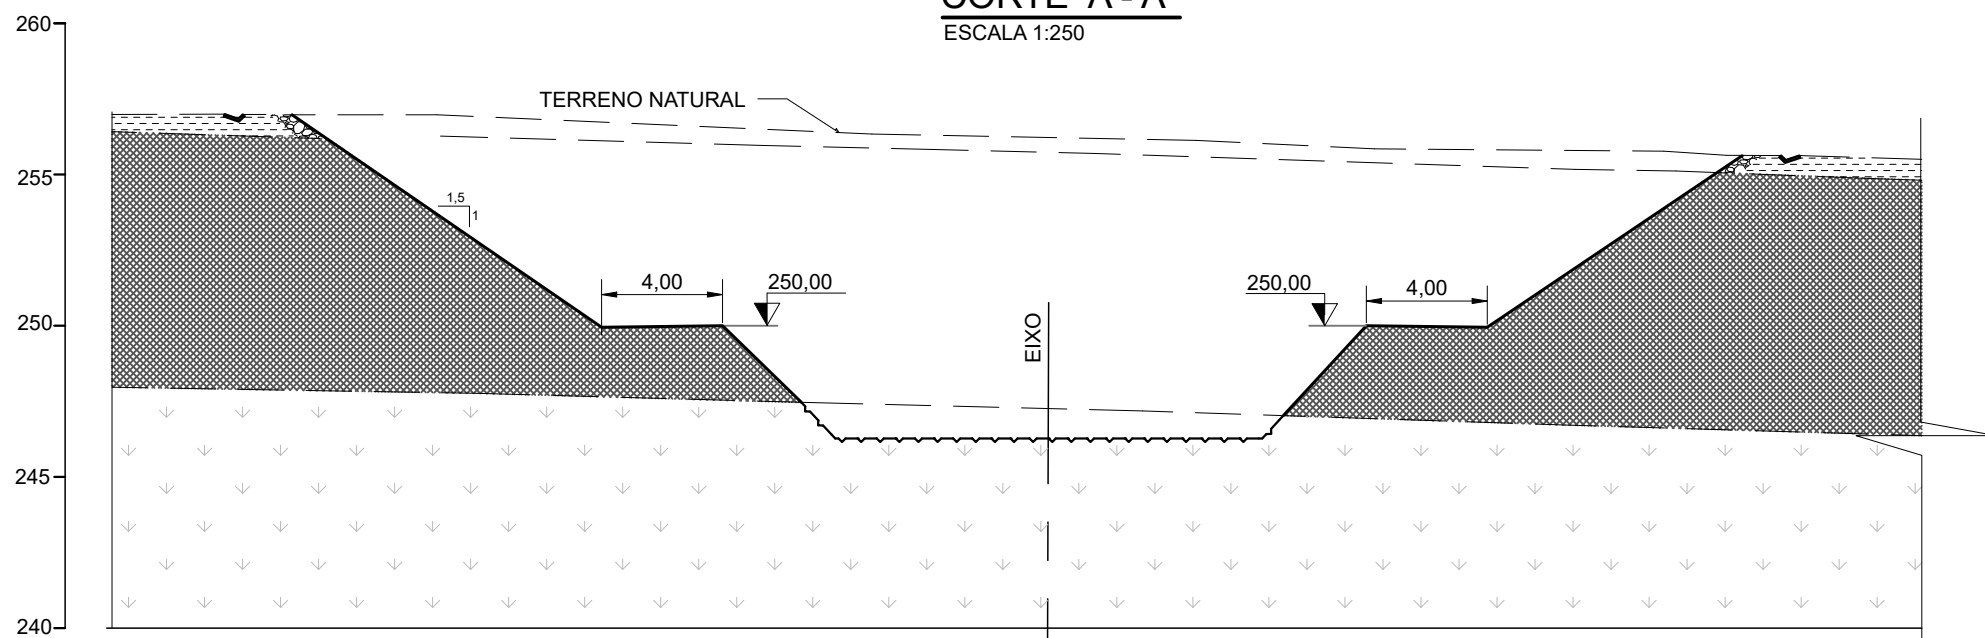 CORTE A - A
ESCALA 1:250
260
TERRENO NATURAL
255
1,5
1
4,00
250,00
250,00
4,00
250
EIXO
245
240